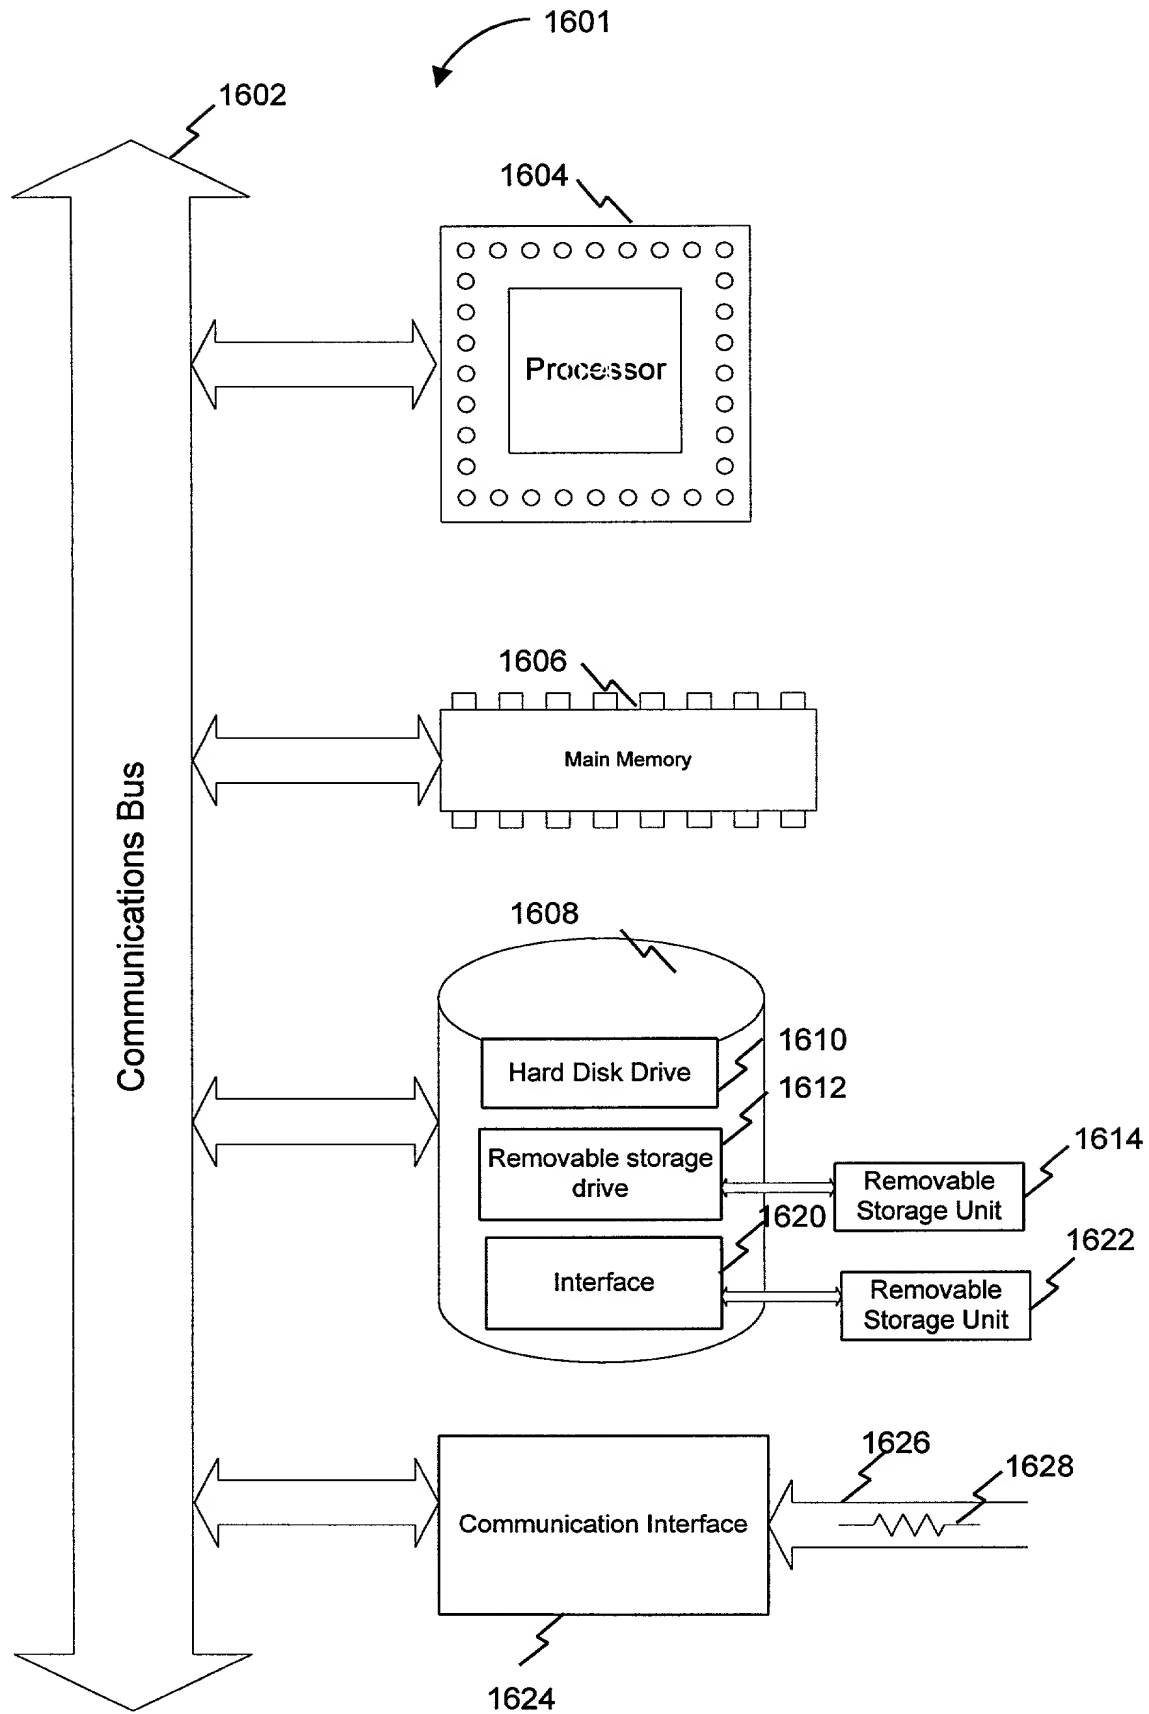 1601
1602
1604
Processor
1606
Main Memory
Communications Bus
1608
1610
Hard Disk Drive
1612
Removable storage
drive
1614
Removable
Storage Unit
1620
Interface
1622
Removable
Storage Unit
1626
1628
Communication Interface
1624